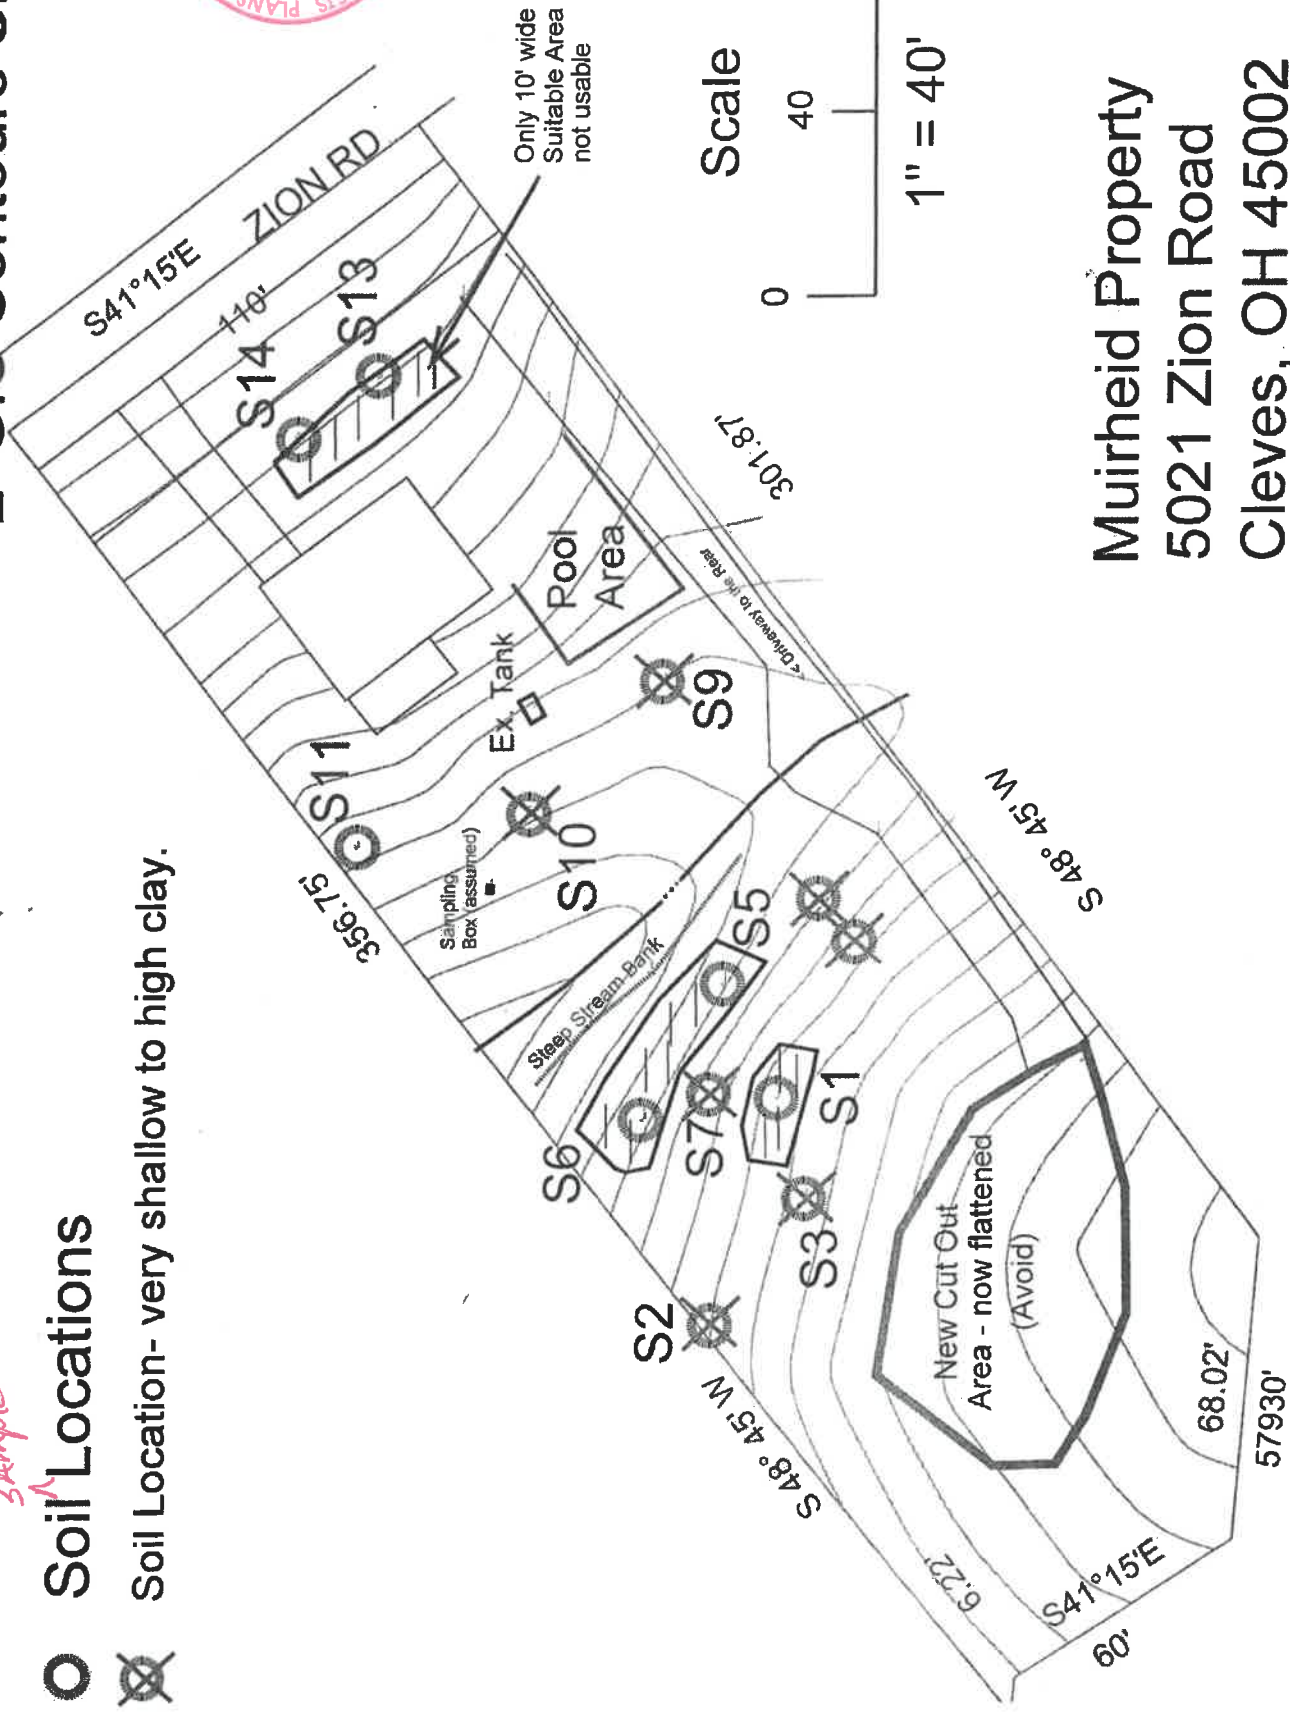 Sample
Soil Locations
Soil Location- very shallow to high clay.
S41°15'E
ZION RD
110'
S14
S13
Only 10' wide
Suitable Area
not usable
Scale
0
40
1" = 40'
Muirheid Property
5021 Zion Road
Cleves, OH 45002
Pool
Area
301.87'
< Driveway to the Rear
Ex. Tank
S9
S11
356.75'
Sampling
Box (assumed)
S10
Steep Stream Bank
S5
S6
S7
S1
S3
S2
S 48° 45' W
S 48° 45' W
New Cut Out
Area - now flattened
(Avoid)
68.02'
57930'
6.22'
S41°15'E
60'